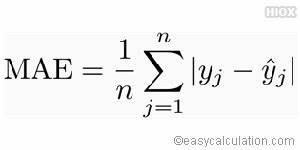 HIOX
MAE = \frac{1}{n} \sum_{j=1}^{n} |y_j - \hat{y}_j|
©easycalculation.com